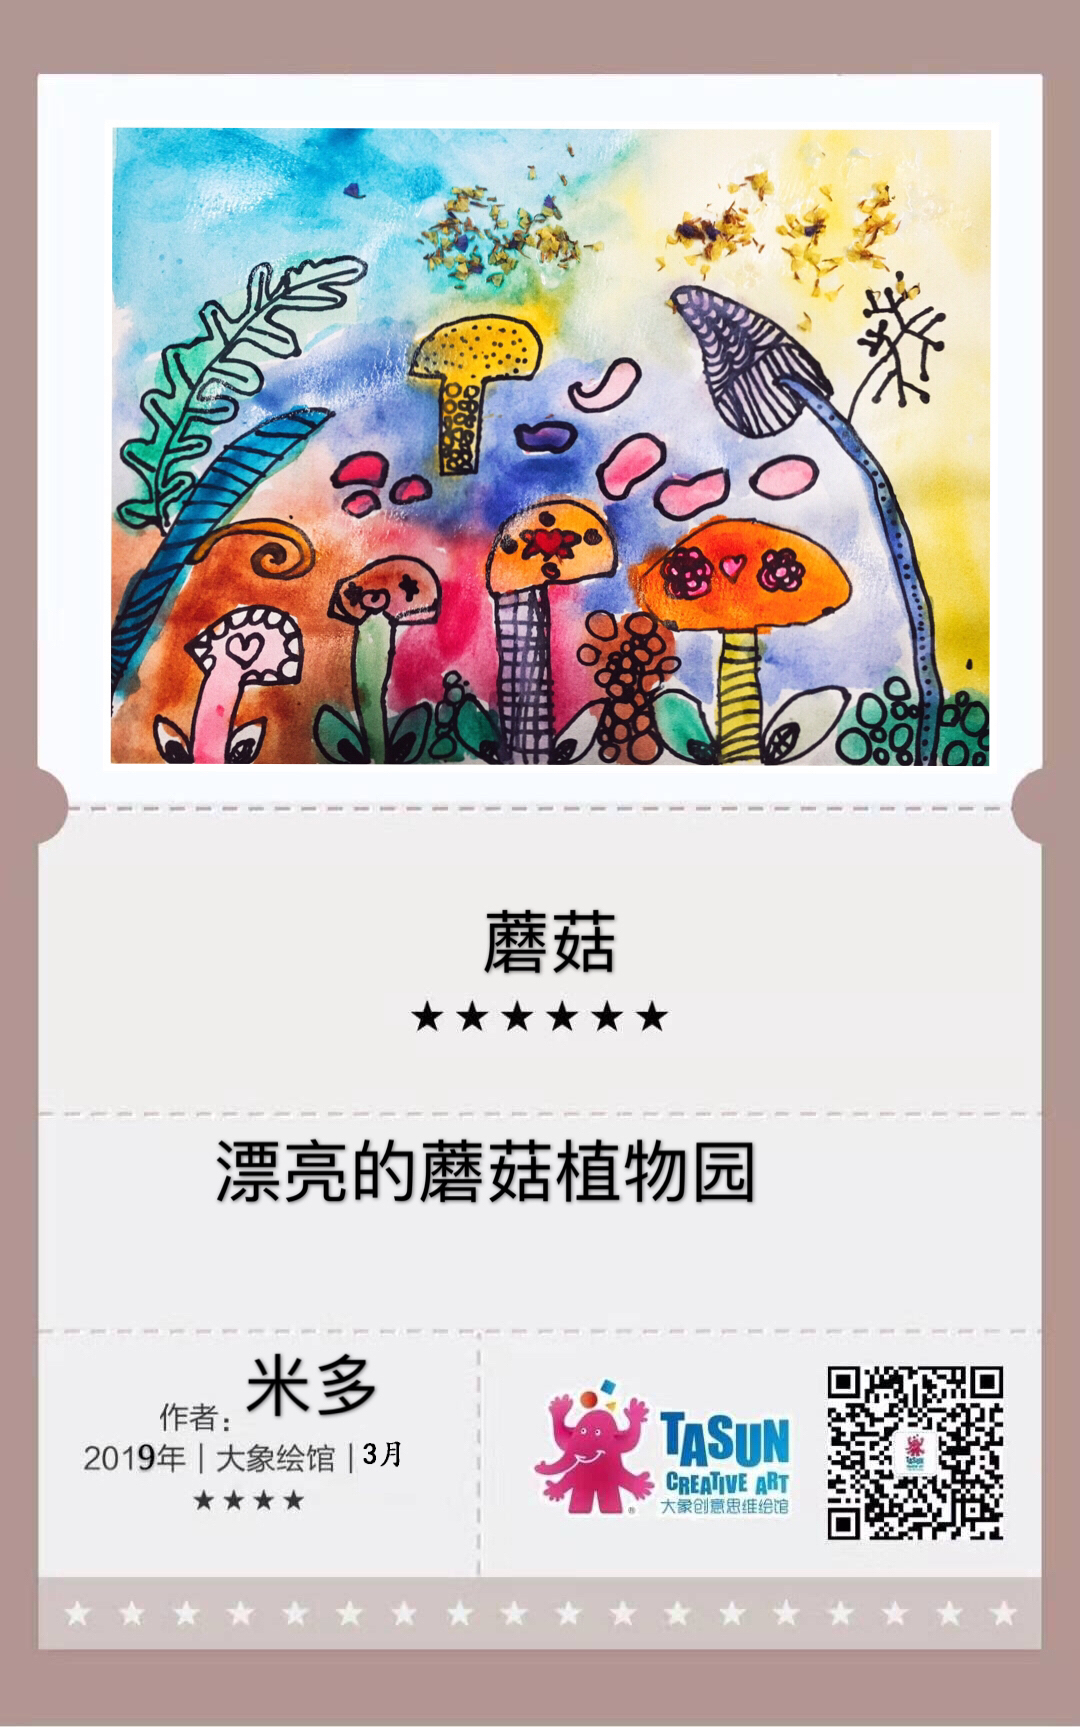 蘑菇
★★★★★★
漂亮的蘑菇植物园
作者：米多
2019年｜大象绘馆｜3月
★★★★
TASUN
CREATIVE ART
大象创意思维绘馆